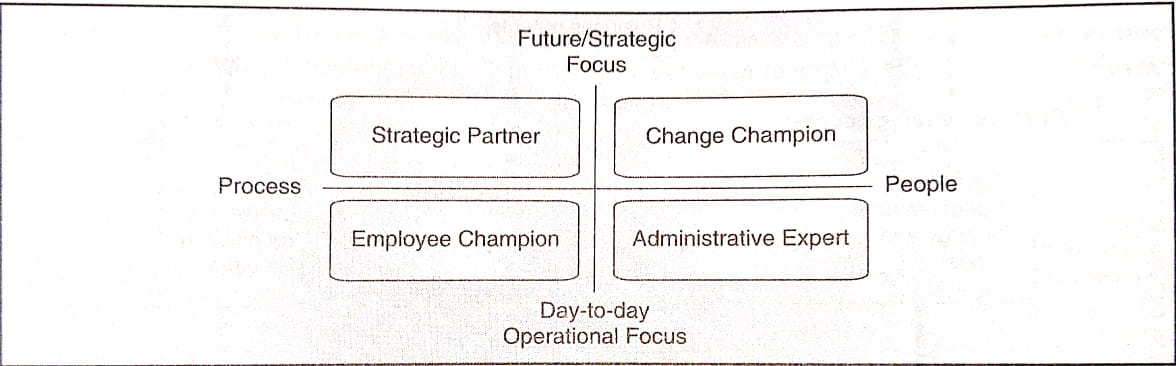 Future/Strategic
Focus
Strategic Partner
Change Champion
Process
People
Employee Champion
Administrative Expert
Day-to-day
Operational Focus